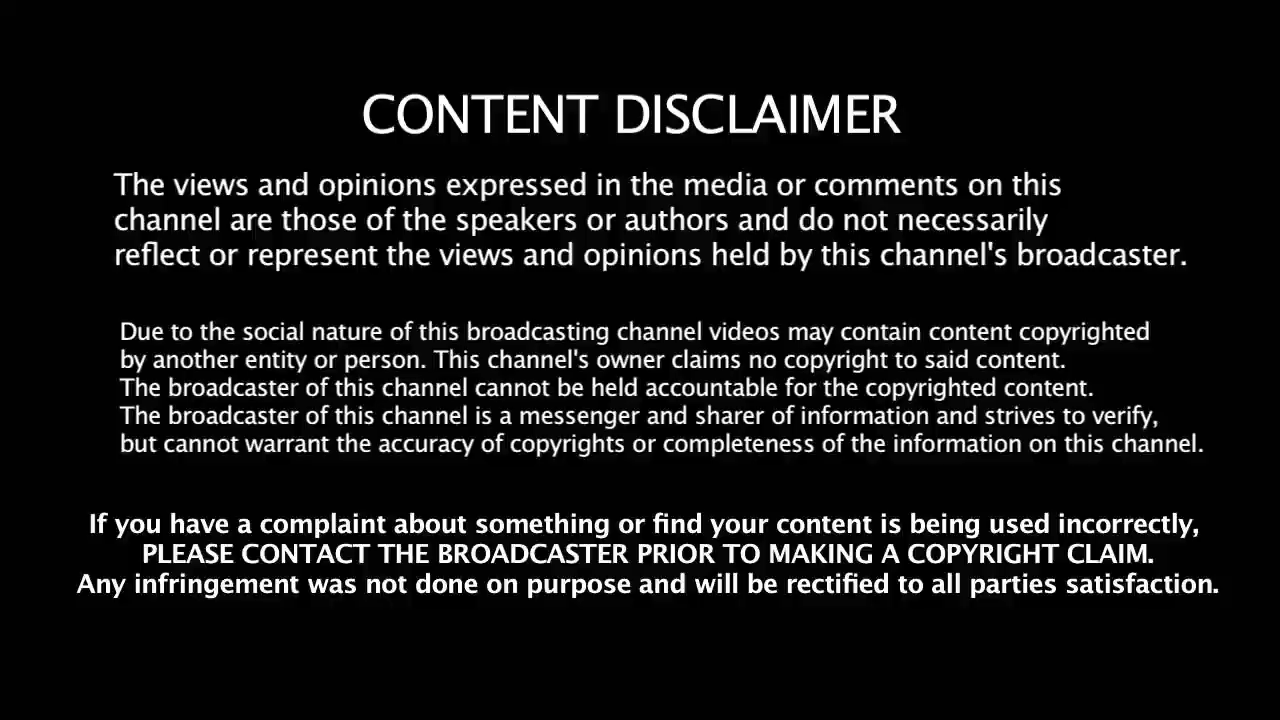 CONTENT DISCLAIMER
The views and opinions expressed in the media or comments on this
channel are those of the speakers or authors and do not necessarily
reflect or represent the views and opinions held by this channel's broadcaster.
Due to the social nature of this broadcasting channel videos may contain content copyrighted
by another entity or person. This channel's owner claims no copyright to said content.
The broadcaster of this channel cannot be held accountable for the copyrighted content.
The broadcaster of this channel is a messenger and sharer of information and strives to verify,
but cannot warrant the accuracy of copyrights or completeness of the information on this channel.
If you have a complaint about something or find your content is being used incorrectly,
PLEASE CONTACT THE BROADCASTER PRIOR TO MAKING A COPYRIGHT CLAIM.
Any infringement was not done on purpose and will be rectified to all parties satisfaction.